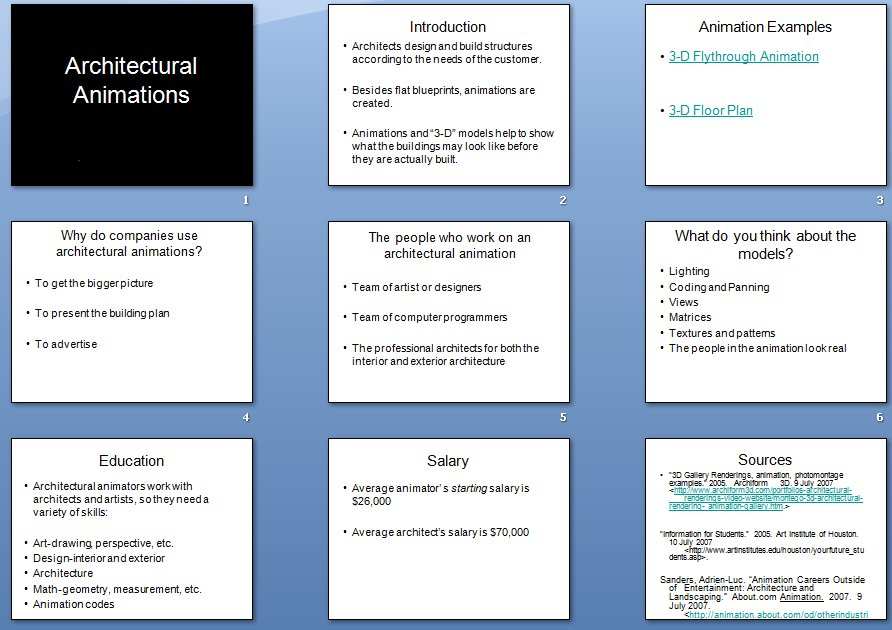 Architectural
Animations
1
Introduction
• Architects design and build structures
according to the needs of the customer.
• Besides flat blueprints, animations are
created.
• Animations and “3-D” models help to show
what the buildings may look like before
they are actually built.
2
Animation Examples
• 3-D Flythrough Animation
• 3-D Floor Plan
3
Why do companies use
architectural animations?
• To get the bigger picture
• To present the building plan
• To advertise
4
The people who work on an
architectural animation
• Team of artist or designers
• Team of computer programmers
• The professional architects for both the
interior and exterior architecture
5
What do you think about the
models?
• Lighting
• Coding and Panning
• Views
• Matrices
• Textures and patterns
• The people in the animation look real
6
Education
• Architectural animators work with
architects and artists, so they need a
variety of skills:
• Art-drawing, perspective, etc.
• Design-interior and exterior
• Architecture
• Math-geometry, measurement, etc.
• Animation codes
Salary
• Average animator’s starting salary is
$26,000
• Average architect’s salary is $70,000
Sources
• "3D Gallery Renderings, animation, photomontage
examples." 2005. Archiform 3D. 9 July 2007
<http://www.archiform3d.com/portfolios-architectural-
renderings-video-website/montego-3d-architectural-
rendering- animation-gallery.htm.>
"Information for Students." 2005. Art Institute of Houston.
10 July 2007
<http://www.artinstitutes.edu/houston/yourfuture_stu
dents.asp>.
Sanders, Adrien-Luc. "Animation Careers Outside
of Entertainment: Architecture and
Landscaping." About.com Animation. 2007. 9
July 2007.
<http://animation.about.com/od/otherindustri